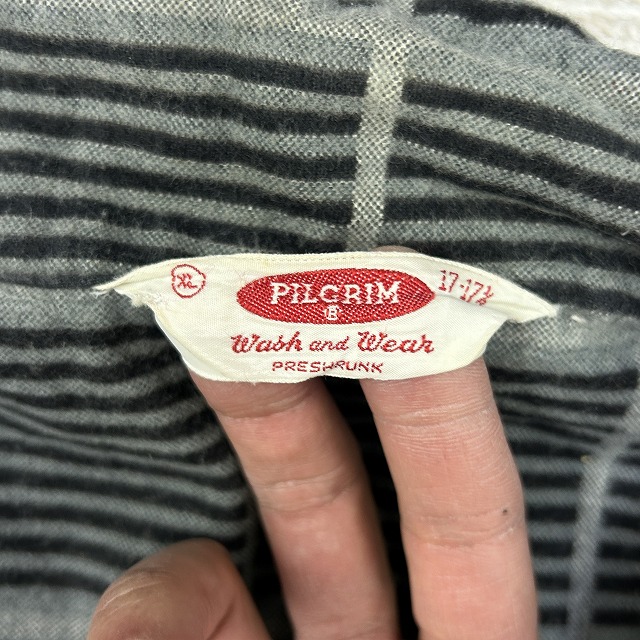 XL
PILGRIM
17-17½
®
Wash and Wear
PRESHRUNK